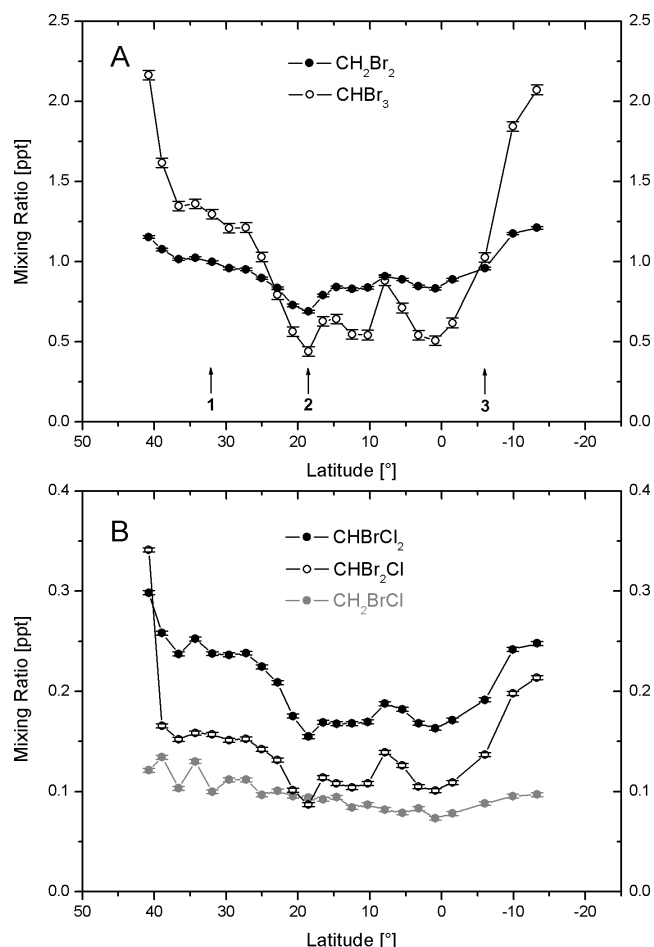 2.5 2.5
A
CH₂Br₂
CHBr₃
2.0 2.0
1.5 1.5
Mixing Ratio [ppt]
1.0 1.0
0.5 0.5
1 2 3
0.0 0.0
50 40 30 20 10 0 -10 -20
Latitude [°]
0.4 0.4
B
CHBrCl₂
CHBr₂Cl
CH₂BrCl
0.3 0.3
Mixing Ratio [ppt]
0.2 0.2
0.1 0.1
0.0 0.0
50 40 30 20 10 0 -10 -20
Latitude [°]